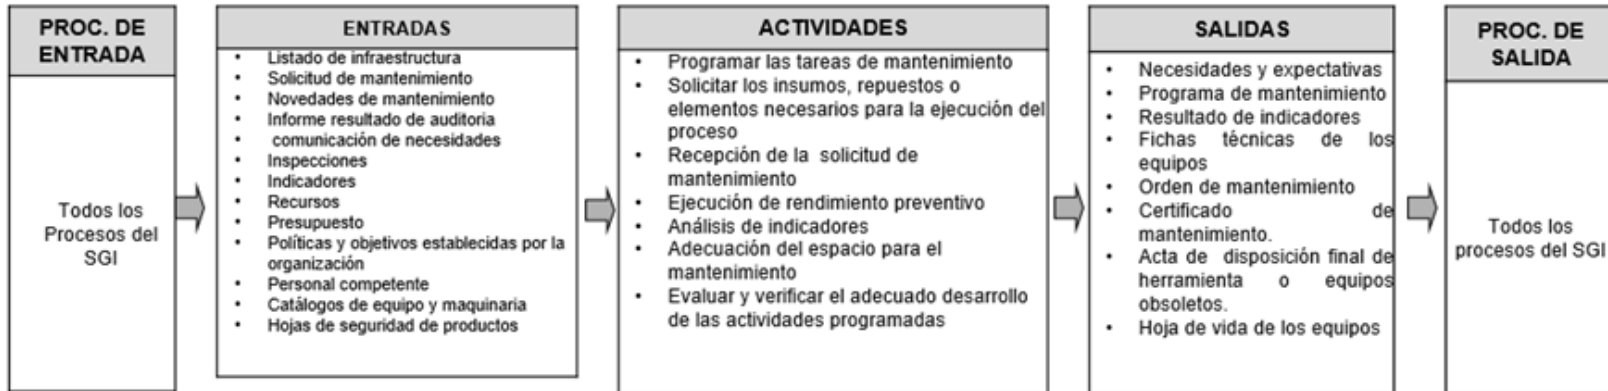 PROC. DE
ENTRADA
Todos los
Procesos del
SGI
ENTRADAS
• Listado de infraestructura
• Solicitud de mantenimiento
• Novedades de mantenimiento
• Informe resultado de auditoria
• comunicación de necesidades
• Inspecciones
• Indicadores
• Recursos
• Presupuesto
• Políticas y objetivos establecidas por la
organización
• Personal competente
• Catálogos de equipo y maquinaria
• Hojas de seguridad de productos
ACTIVIDADES
• Programar las tareas de mantenimiento
• Solicitar los insumos, repuestos o
elementos necesarios para la ejecución del
proceso
• Recepción de la solicitud de
mantenimiento
• Ejecución de rendimiento preventivo
• Análisis de indicadores
• Adecuación del espacio para el
mantenimiento
• Evaluar y verificar el adecuado desarrollo
de las actividades programadas
SALIDAS
• Necesidades y expectativas
• Programa de mantenimiento
• Resultado de indicadores
• Fichas técnicas de los
equipos
• Orden de mantenimiento
• Certificado de
mantenimiento.
• Acta de disposición final de
herramienta o equipos
obsoletos.
• Hoja de vida de los equipos
PROC. DE
SALIDA
Todos los
procesos del SGI